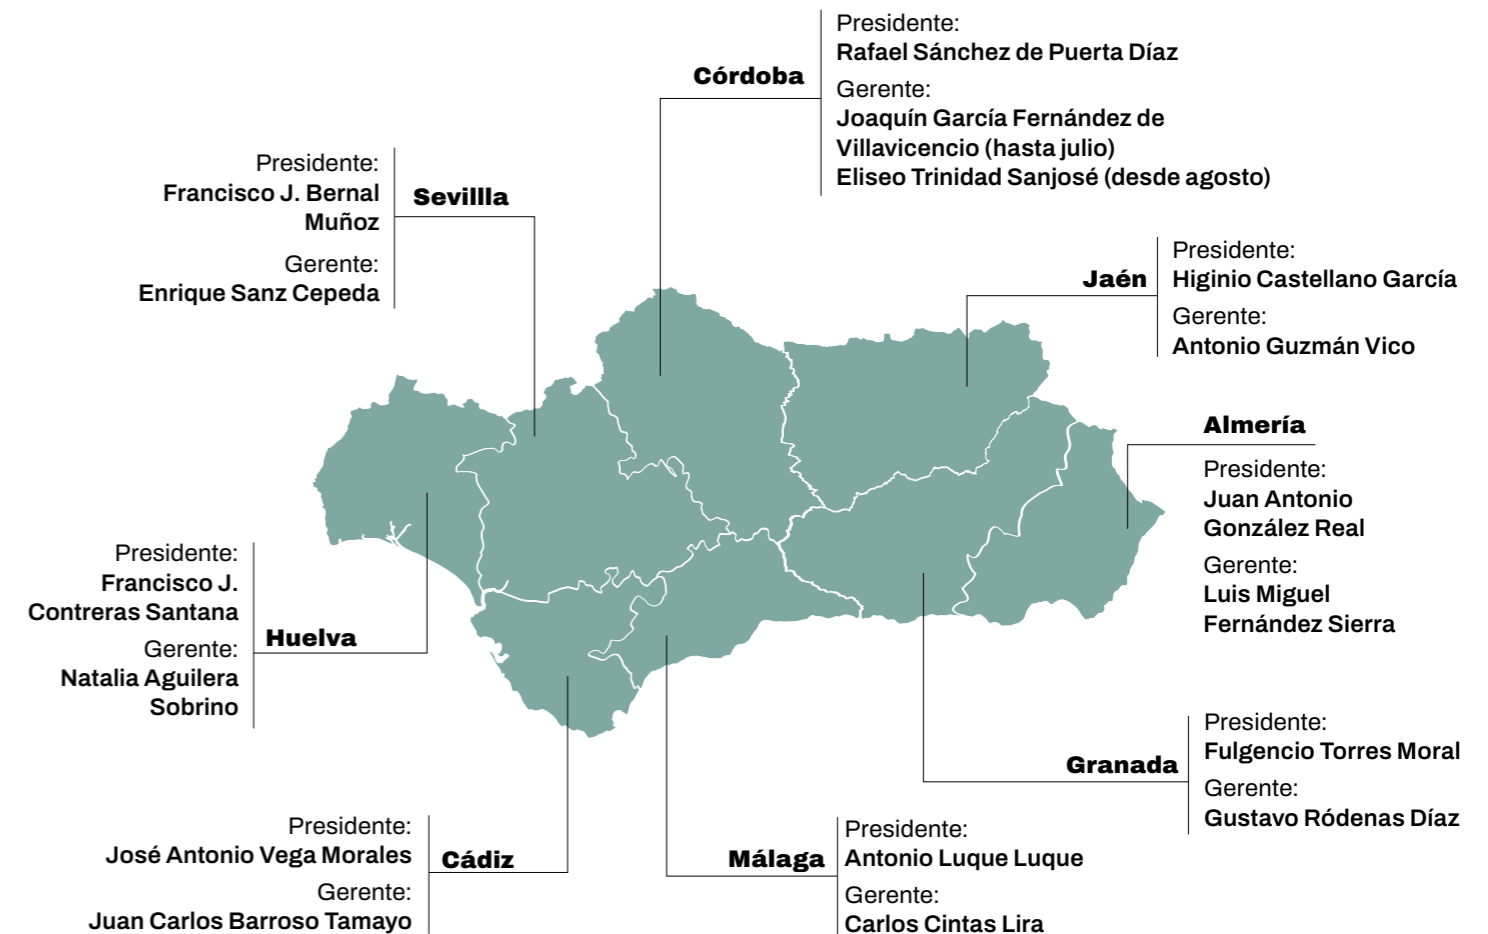 Córdoba
Presidente:
Rafael Sánchez de Puerta Díaz
Gerente:
Joaquín García Fernández de
Villavicencio (hasta julio)
Eliseo Trinidad Sanjosé (desde agosto)
Sevillla
Presidente:
Francisco J. Bernal
Muñoz
Gerente:
Enrique Sanz Cepeda
Jaén
Presidente:
Higinio Castellano García
Gerente:
Antonio Guzmán Vico
Almería
Presidente:
Juan Antonio
González Real
Gerente:
Luis Miguel
Fernández Sierra
Huelva
Presidente:
Francisco J.
Contreras Santana
Gerente:
Natalia Aguilera
Sobrino
Granada
Presidente:
Fulgencio Torres Moral
Gerente:
Gustavo Ródenas Díaz
Cádiz
Presidente:
José Antonio Vega Morales
Gerente:
Juan Carlos Barroso Tamayo
Málaga
Presidente:
Antonio Luque Luque
Gerente:
Carlos Cintas Lira